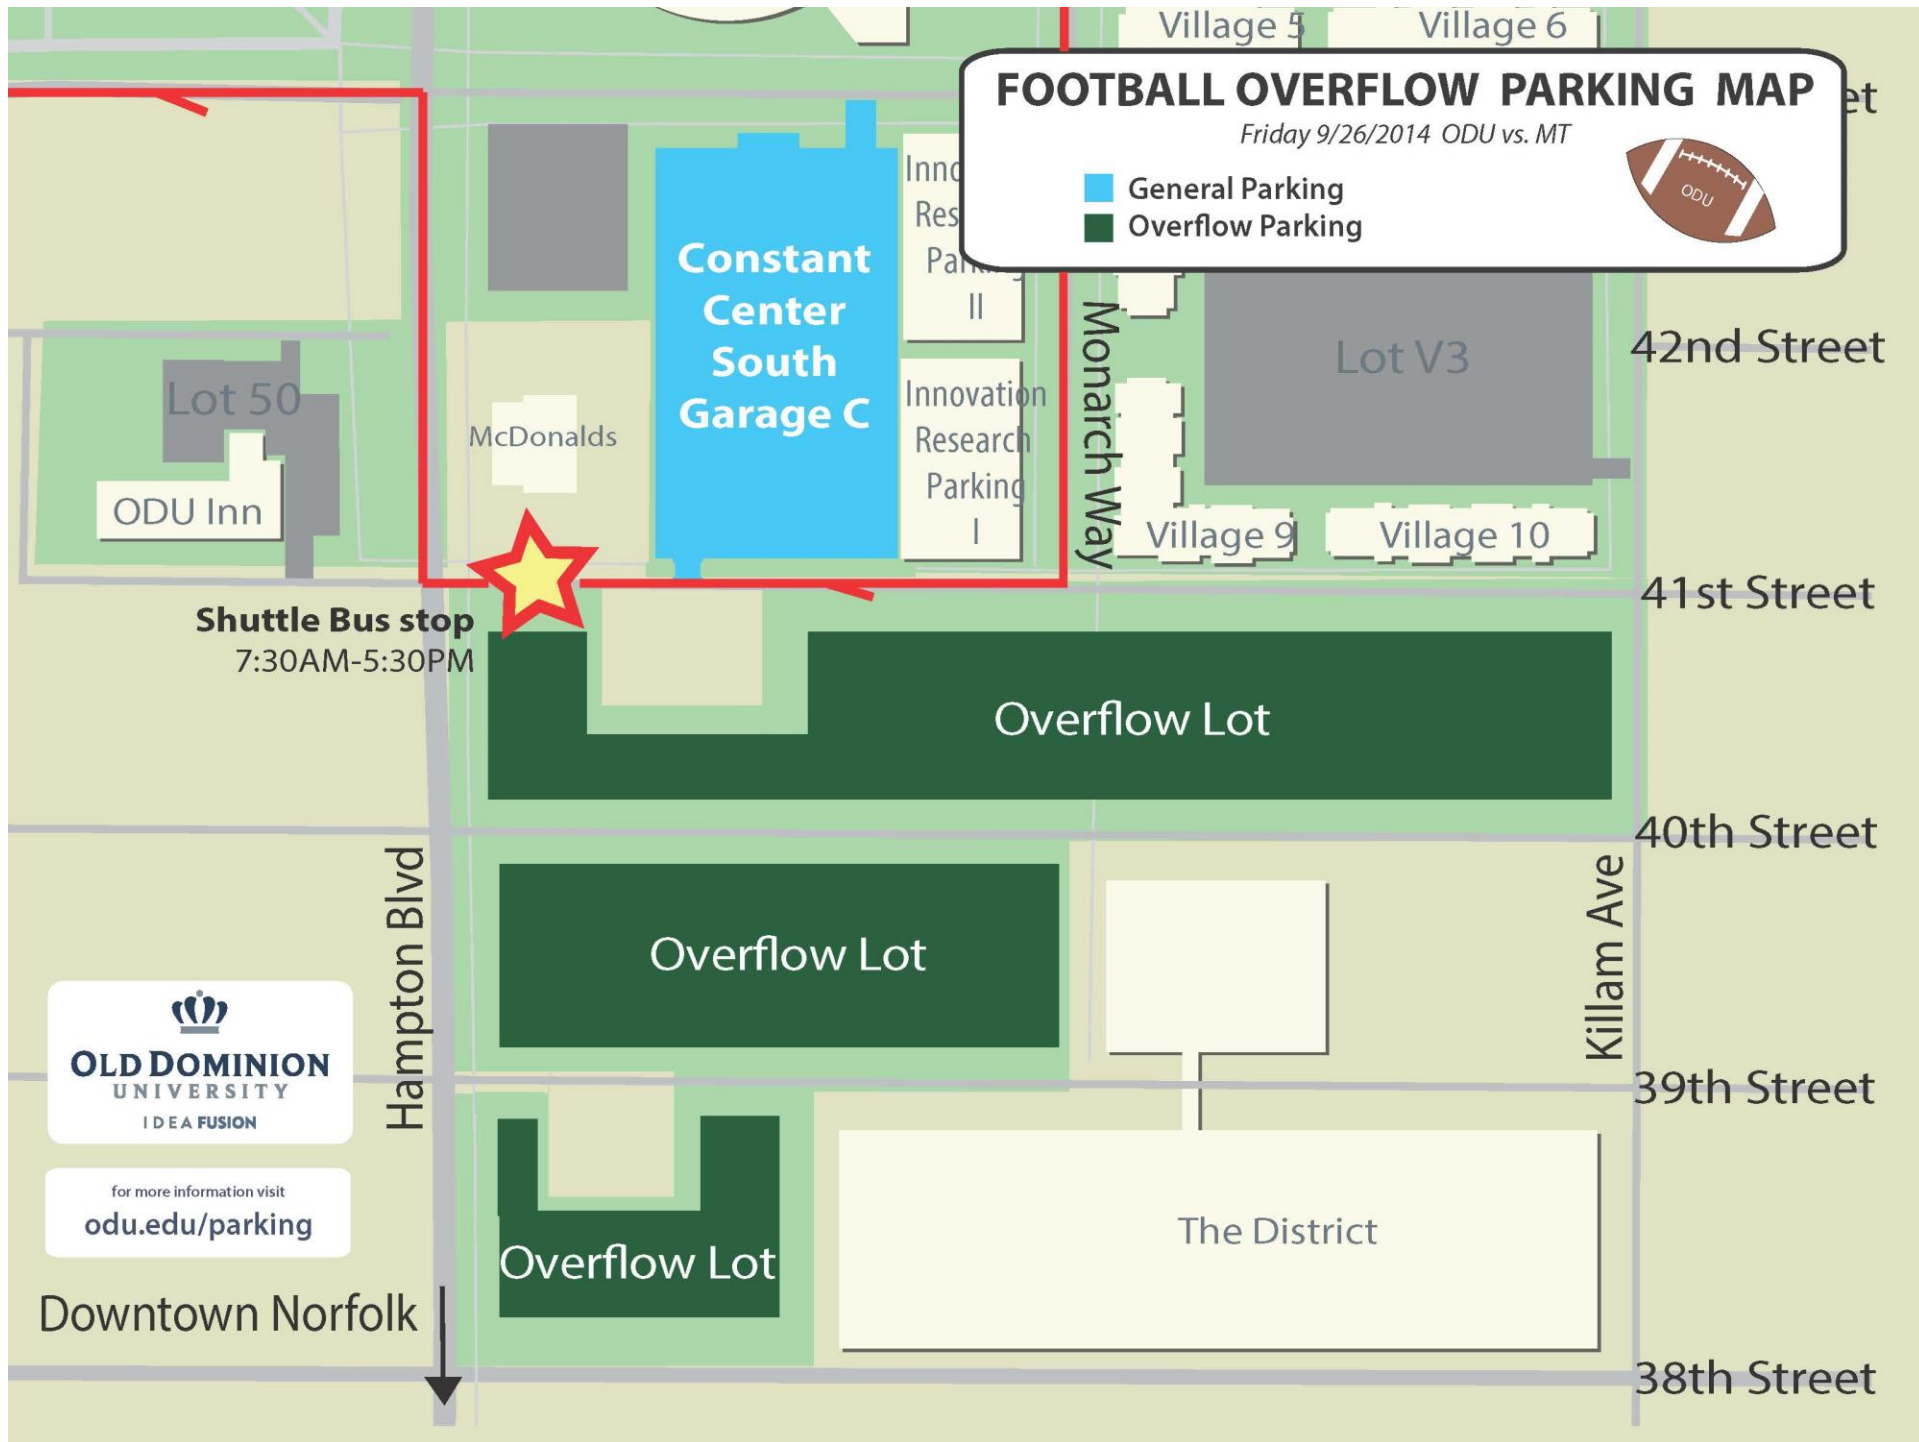 Village 5
Village 6
FOOTBALL OVERFLOW PARKING MAP
Friday 9/26/2014 ODU vs. MT
General Parking
Overflow Parking
ODU
et
Constant
Center
South
Garage C
Inno
Res
Par
II
Innovation
Research
Parking
I
Monarch Way
Lot V3
42nd Street
Lot 50
McDonalds
ODU Inn
Village 9
Village 10
41st Street
Shuttle Bus stop
7:30AM-5:30PM
Overflow Lot
40th Street
Hampton Blvd
Overflow Lot
Killam Ave
OLD DOMINION
UNIVERSITY
IDEA FUSION
39th Street
for more information visit
odu.edu/parking
Overflow Lot
The District
Downtown Norfolk
38th Street